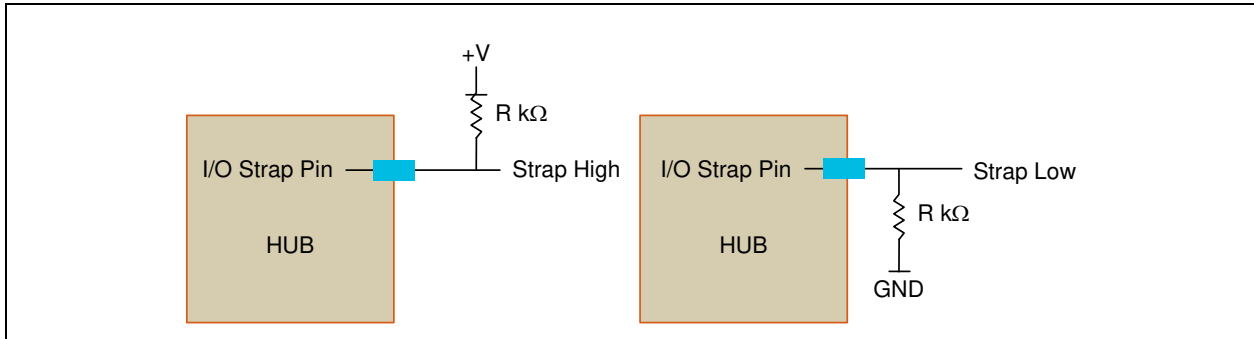 +V
R kΩ
I/O Strap Pin
Strap High
HUB
I/O Strap Pin
Strap Low
R kΩ
HUB
GND